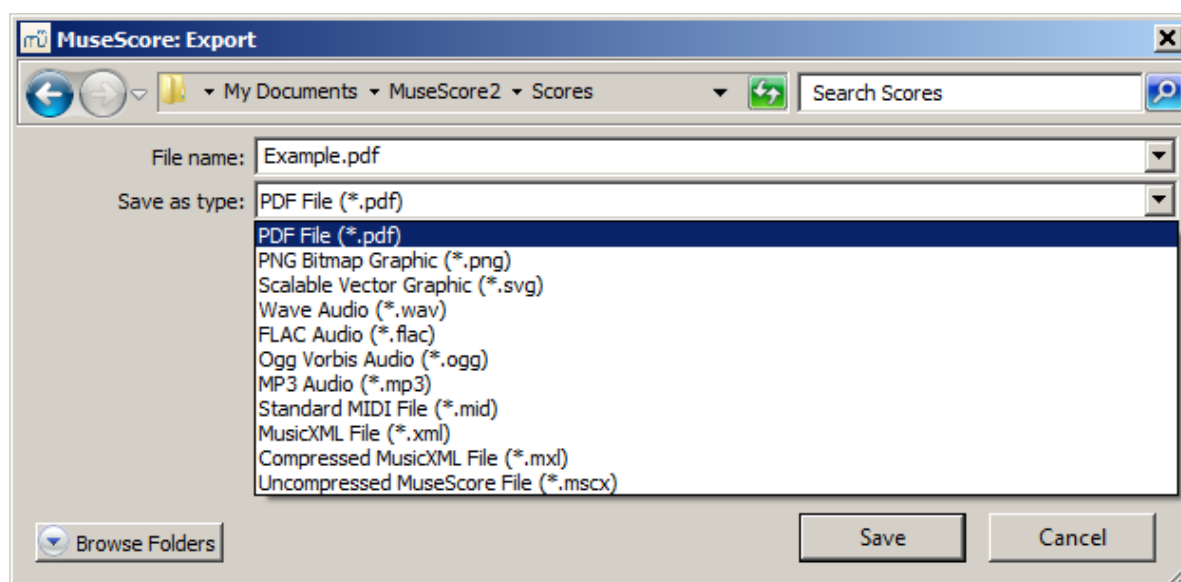 mü MuseScore: Export
My Documents MuseScore2 Scores Search Scores
File name: Example.pdf
Save as type: PDF File (*.pdf)
PDF File (*.pdf)
PNG Bitmap Graphic (*.png)
Scalable Vector Graphic (*.svg)
Wave Audio (*.wav)
FLAC Audio (*.flac)
Ogg Vorbis Audio (*.ogg)
MP3 Audio (*.mp3)
Standard MIDI File (*.mid)
MusicXML File (*.xml)
Compressed MusicXML File (*.mxl)
Uncompressed MuseScore File (*.mscx)
Browse Folders Save Cancel